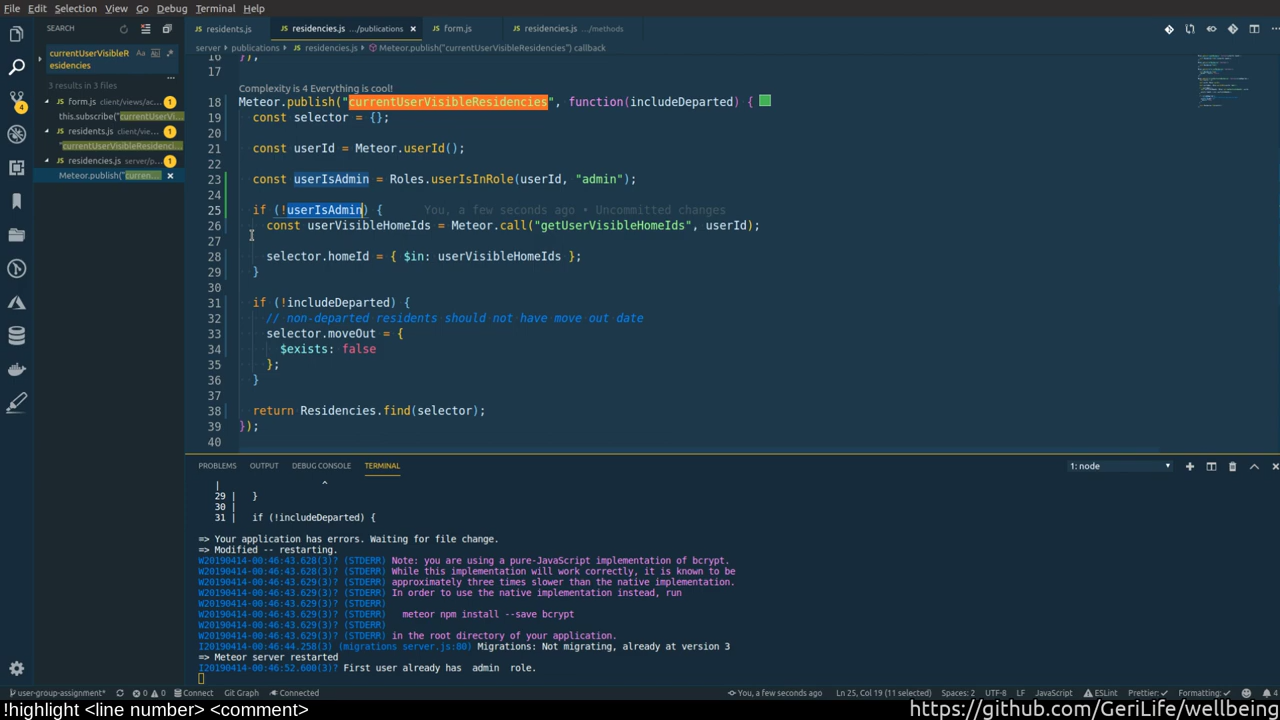 File Edit Selection View Go Debug Terminal Help
SEARCH
residents.js
residencies.js .../publications ×
form.js
residencies.js .../methods
currentUserVisibleR
esidencies
3 results in 3 files
form.js client/views/ac... 1
this.subscribe("currentUserVi...
residents.js client/vie... 1
"currentUserVisibleResidenci...
residencies.js server/p... 1
Meteor.publish("curren... ×
server › publications › residencies.js › Meteor.publish("currentUserVisibleResidencies") callback
16 });
17
Complexity is 4 Everything is cool!
18 Meteor.publish("currentUserVisibleResidencies", function(includeDeparted) {
19 const selector = {};
20
21 const userId = Meteor.userId();
22
23 const userIsAdmin = Roles.userIsInRole(userId, "admin");
24
25 if (!userIsAdmin) { You, a few seconds ago • Uncommitted changes
26 const userVisibleHomeIds = Meteor.call("getUserVisibleHomeIds", userId);
27
28 selector.homeId = { $in: userVisibleHomeIds };
29 }
30
31 if (!includeDeparted) {
32 // non-departed residents should not have move out date
33 selector.moveOut = {
34 $exists: false
35 };
36 }
37
38 return Residencies.find(selector);
39 });
40
PROBLEMS OUTPUT DEBUG CONSOLE TERMINAL 1: node
| ^
29 | }
30 |
31 | if (!includeDeparted) {
=> Your application has errors. Waiting for file change.
=> Modified -- restarting.
W20190414-00:46:43.628(3)? (STDERR) Note: you are using a pure-JavaScript implementation of bcrypt.
W20190414-00:46:43.629(3)? (STDERR) While this implementation will work correctly, it is known to be
W20190414-00:46:43.629(3)? (STDERR) approximately three times slower than the native implementation.
W20190414-00:46:43.629(3)? (STDERR) In order to use the native implementation instead, run
W20190414-00:46:43.629(3)? (STDERR)
W20190414-00:46:43.629(3)? (STDERR) meteor npm install --save bcrypt
W20190414-00:46:43.629(3)? (STDERR)
W20190414-00:46:43.629(3)? (STDERR) in the root directory of your application.
I20190414-00:46:44.258(3) (migrations server.js:80) Migrations: Not migrating, already at version 3
=> Meteor server restarted
I20190414-00:46:52.600(3)? First user already has admin role.
user-group-assignment* 0 0 Connect Git Graph Connected You, a few seconds ago Ln 25, Col 19 (11 selected) Spaces: 2 UTF-8 LF JavaScript ESLint Prettier: ✓ Formatting: ✓ 4
!highlight <line number> <comment>
https://github.com/GeriLife/wellbeing